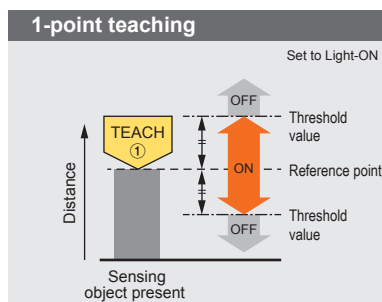 1-point teaching
Set to Light-ON
OFF
TEACH
①
Threshold
value
ON
Reference point
Distance
Threshold
value
OFF
Sensing
object present